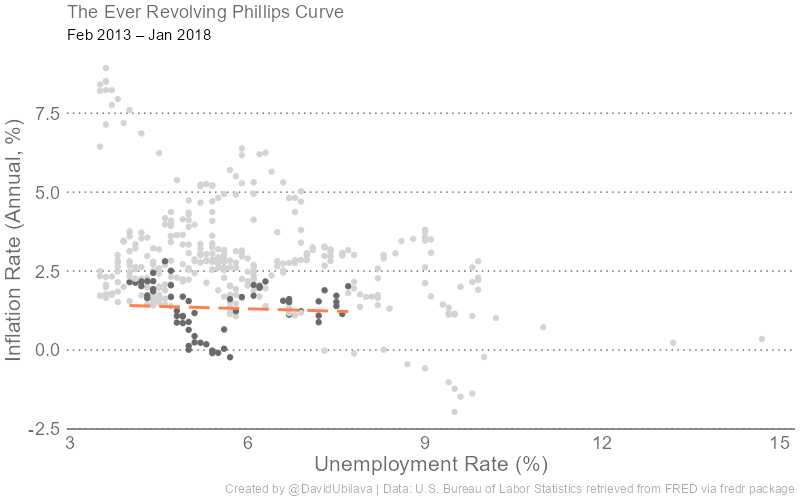 The Ever Revolving Phillips Curve
Feb 2013 – Jan 2018
Inflation Rate (Annual, %)
7.5
5.0
2.5
0.0
-2.5
3
6
9
12
15
Unemployment Rate (%)
Created by @DavidUbilava | Data: U.S. Bureau of Labor Statistics retrieved from FRED via fredr package